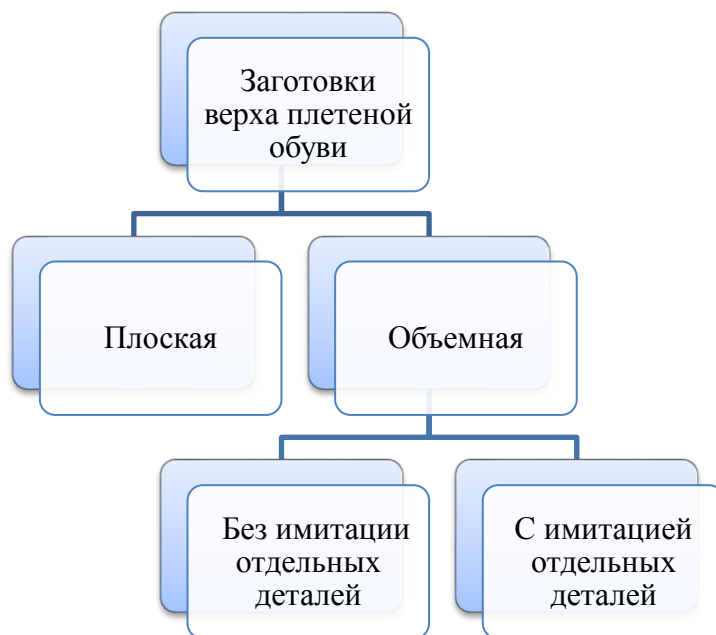 Заготовки
верха плетеной
обуви
Плоская
Объемная
Без имитации
отдельных
деталей
С имитацией
отдельных
деталей